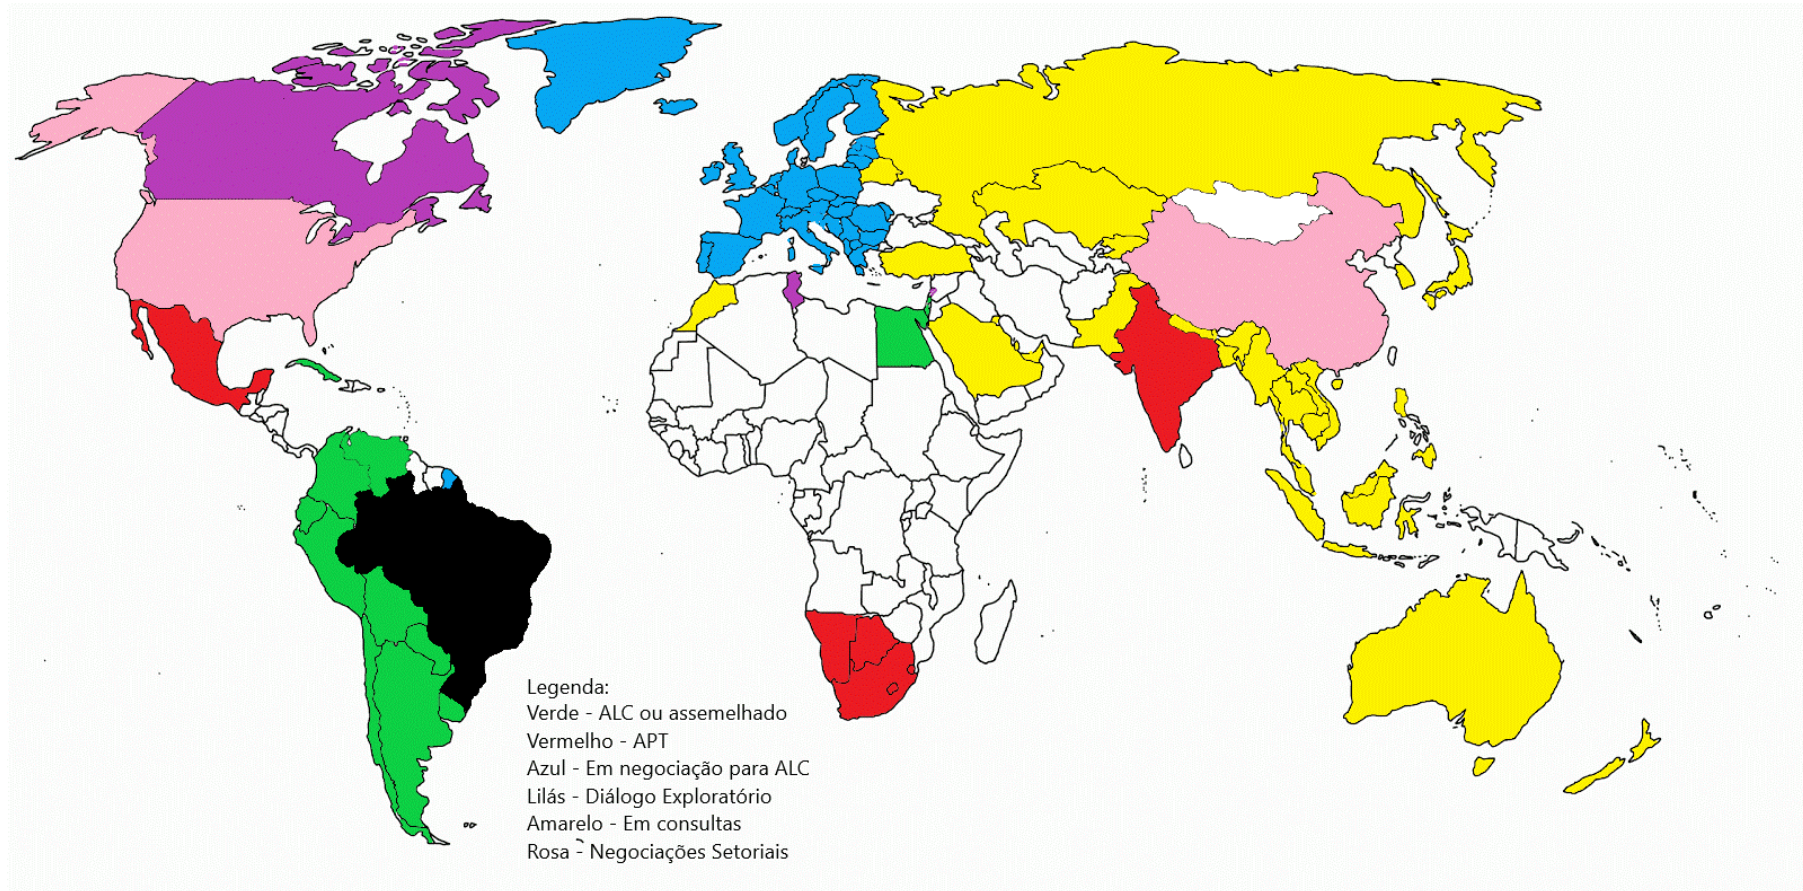 Legenda:
Verde - ALC ou assemelhado
Vermelho - APT
Azul - Em negociação para ALC
Lilás - Diálogo Exploratório
Amarelo - Em consultas
Rosa - Negociações Setoriais